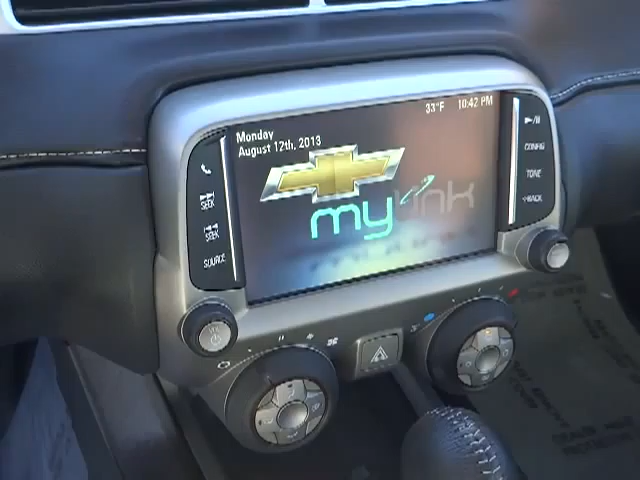 33°F 10:42 PM
Monday
August 12th, 2013
CONFIG
SEEK
TONE
mylink
SEEK
BACK
SOURCE